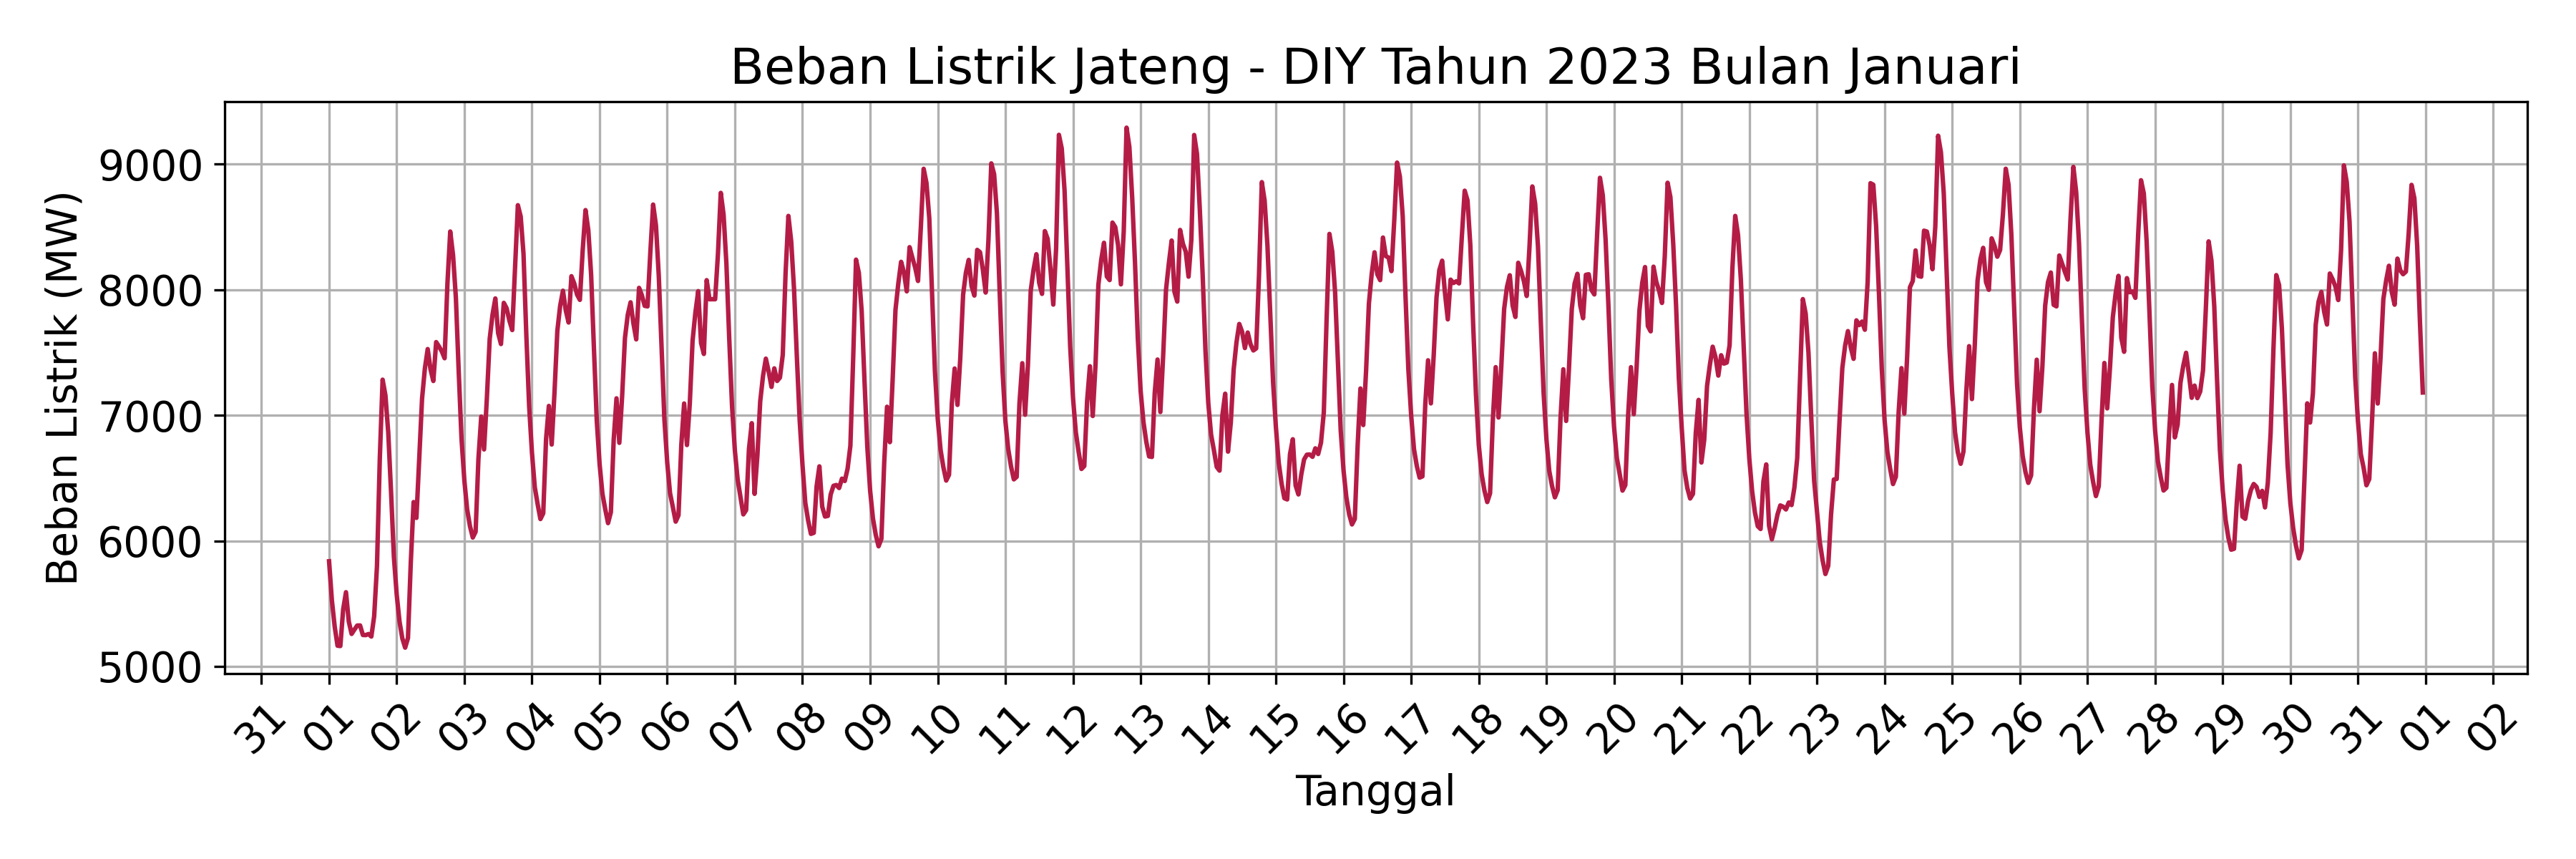 Beban Listrik Jateng - DIY Tahun 2023 Bulan Januari
Beban Listrik (MW)
9000
8000
7000
6000
5000
31 01 02 03 04 05 06 07 08 09 10 11 12 13 14 15 16 17 18 19 20 21 22 23 24 25 26 27 28 29 30 31 01 02
Tanggal